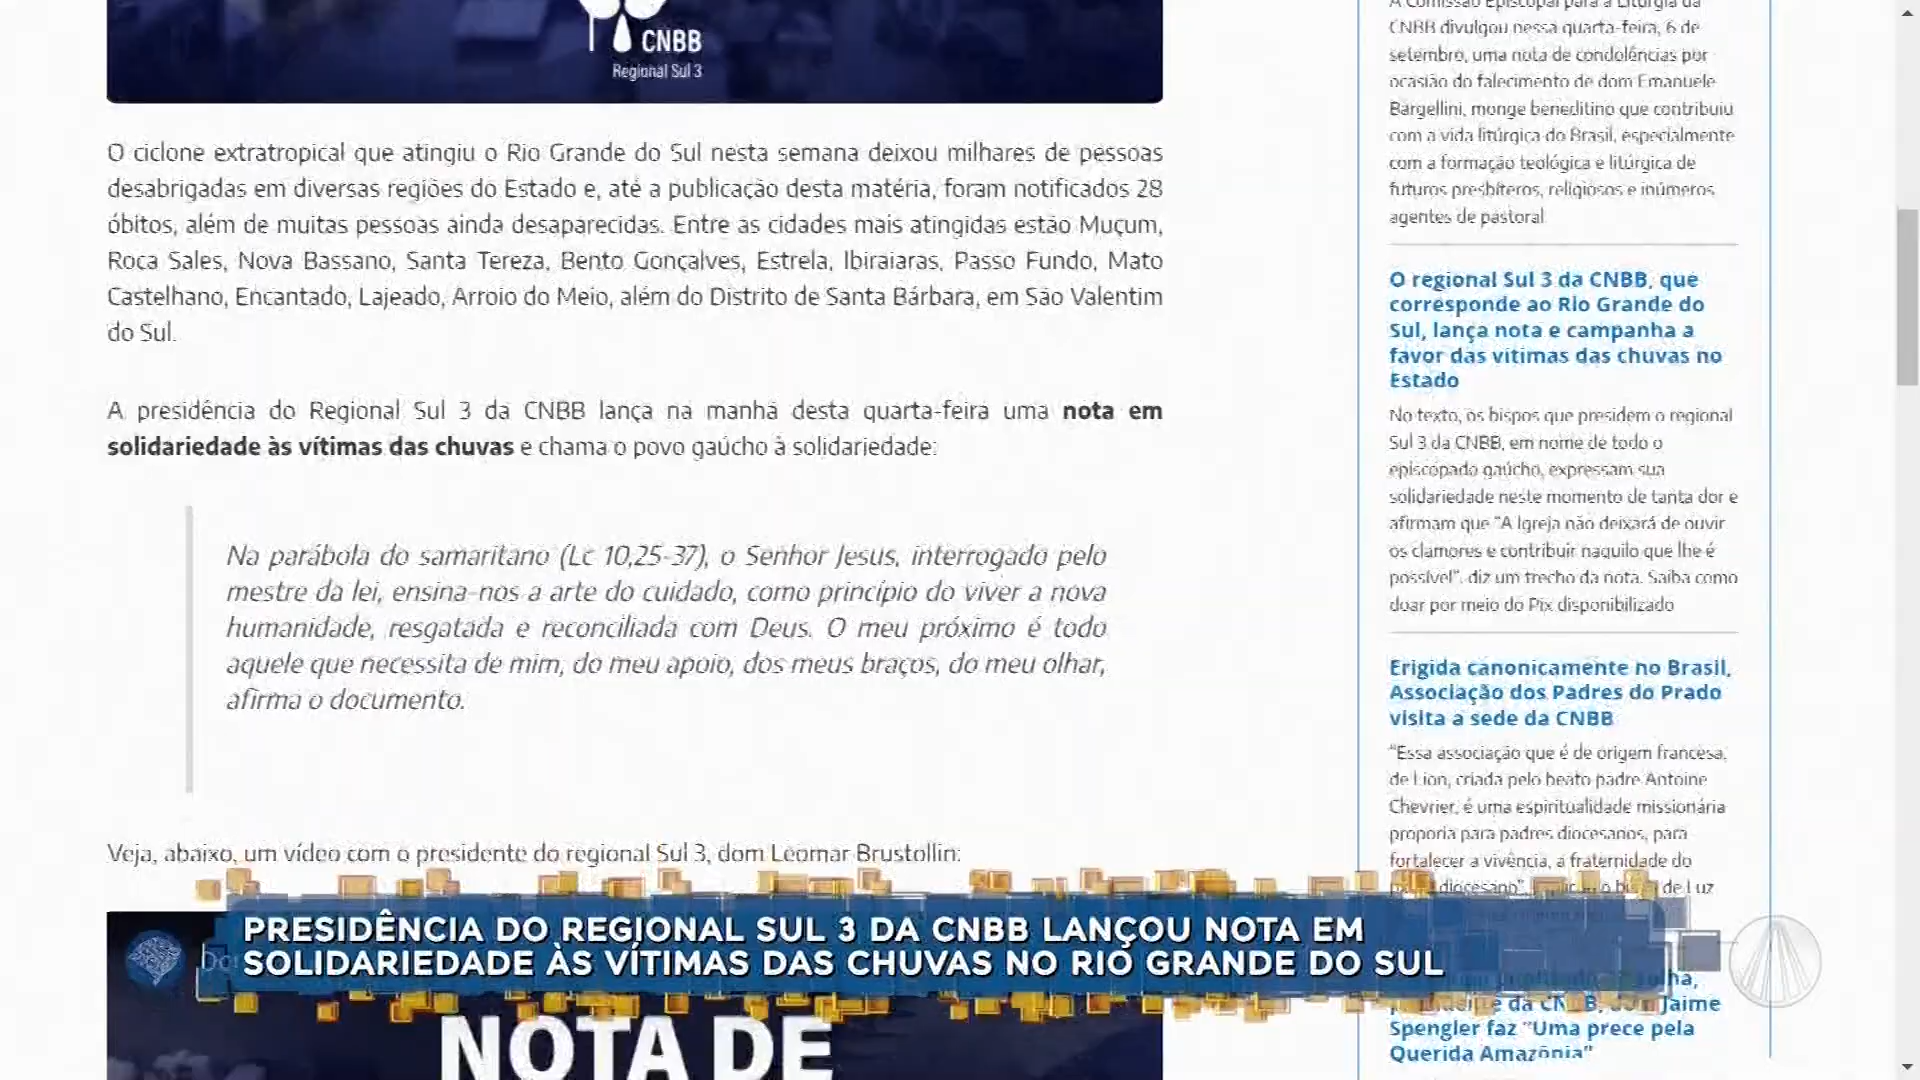 CNBB
Regional Sul 3
O ciclone extratropical que atingiu o Rio Grande do Sul nesta semana deixou milhares de pessoas
desabrigadas em diversas regiões do Estado e, até a publicação desta matéria, foram notificados 28
óbitos, além de muitas pessoas ainda desaparecidas. Entre as cidades mais atingidas estão Muçum,
Roca Sales, Nova Bassano, Santa Tereza, Bento Gonçalves, Estrela, Ibiraiaras, Passo Fundo, Mato
Castelhano, Encantado, Lajeado, Arroio do Meio, além do Distrito de Santa Bárbara, em São Valentim
do Sul.
A presidência do Regional Sul 3 da CNBB lança na manhã desta quarta-feira uma nota em
solidariedade às vítimas das chuvas e chama o povo gaúcho à solidariedade:
Na parábola do samaritano (Lc 10,25-37), o Senhor Jesus, interrogado pelo
mestre da lei, ensina-nos a arte do cuidado, como princípio do viver a nova
humanidade, resgatada e reconciliada com Deus. O meu próximo é todo
aquele que necessita de mim, do meu apoio, dos meus braços, do meu olhar,
afirma o documento.
Veja, abaixo, um vídeo com o presidente do regional Sul 3, dom Leomar Brustollin:
PRESIDÊNCIA DO REGIONAL SUL 3 DA CNBB LANÇOU NOTA EM
SOLIDARIEDADE ÀS VÍTIMAS DAS CHUVAS NO RIO GRANDE DO SUL
NOTA DE
A Comissão Episcopal para a Liturgia da
CNBB divulgou nessa quarta-feira, 6 de
setembro, uma nota de condolências por
ocasião do falecimento de dom Emanuele
Bargellini, monge beneditino que contribuiu
com a vida litúrgica do Brasil, especialmente
com a formação teológica e litúrgica de
futuros presbíteros, religiosos e inúmeros
agentes de pastoral
O regional Sul 3 da CNBB, que
corresponde ao Rio Grande do
Sul, lança nota e campanha a
favor das vítimas das chuvas no
Estado
No texto, os bispos que presidem o regional
Sul 3 da CNBB, em nome de todo o
episcopado gaúcho, expressam sua
solidariedade neste momento de tanta dor e
afirmam que “A Igreja não deixará de ouvir
os clamores e contribuir naquilo que lhe é
possível”. diz um trecho da nota. Saiba como
doar por meio do Pix disponibilizado
Erigida canonicamente no Brasil,
Associação dos Padres do Prado
visita a sede da CNBB
“Essa associação que é de origem francesa,
de Lion, criada pelo beato padre Antoine
Chevrier, é uma espiritualidade missionária
proporia para padres diocesanos, para
fortalecer a vivência, a fraternidade do
diocesano” de Luz
da Jaime
Spengler faz “Uma prece pela
Querida Amazônia”